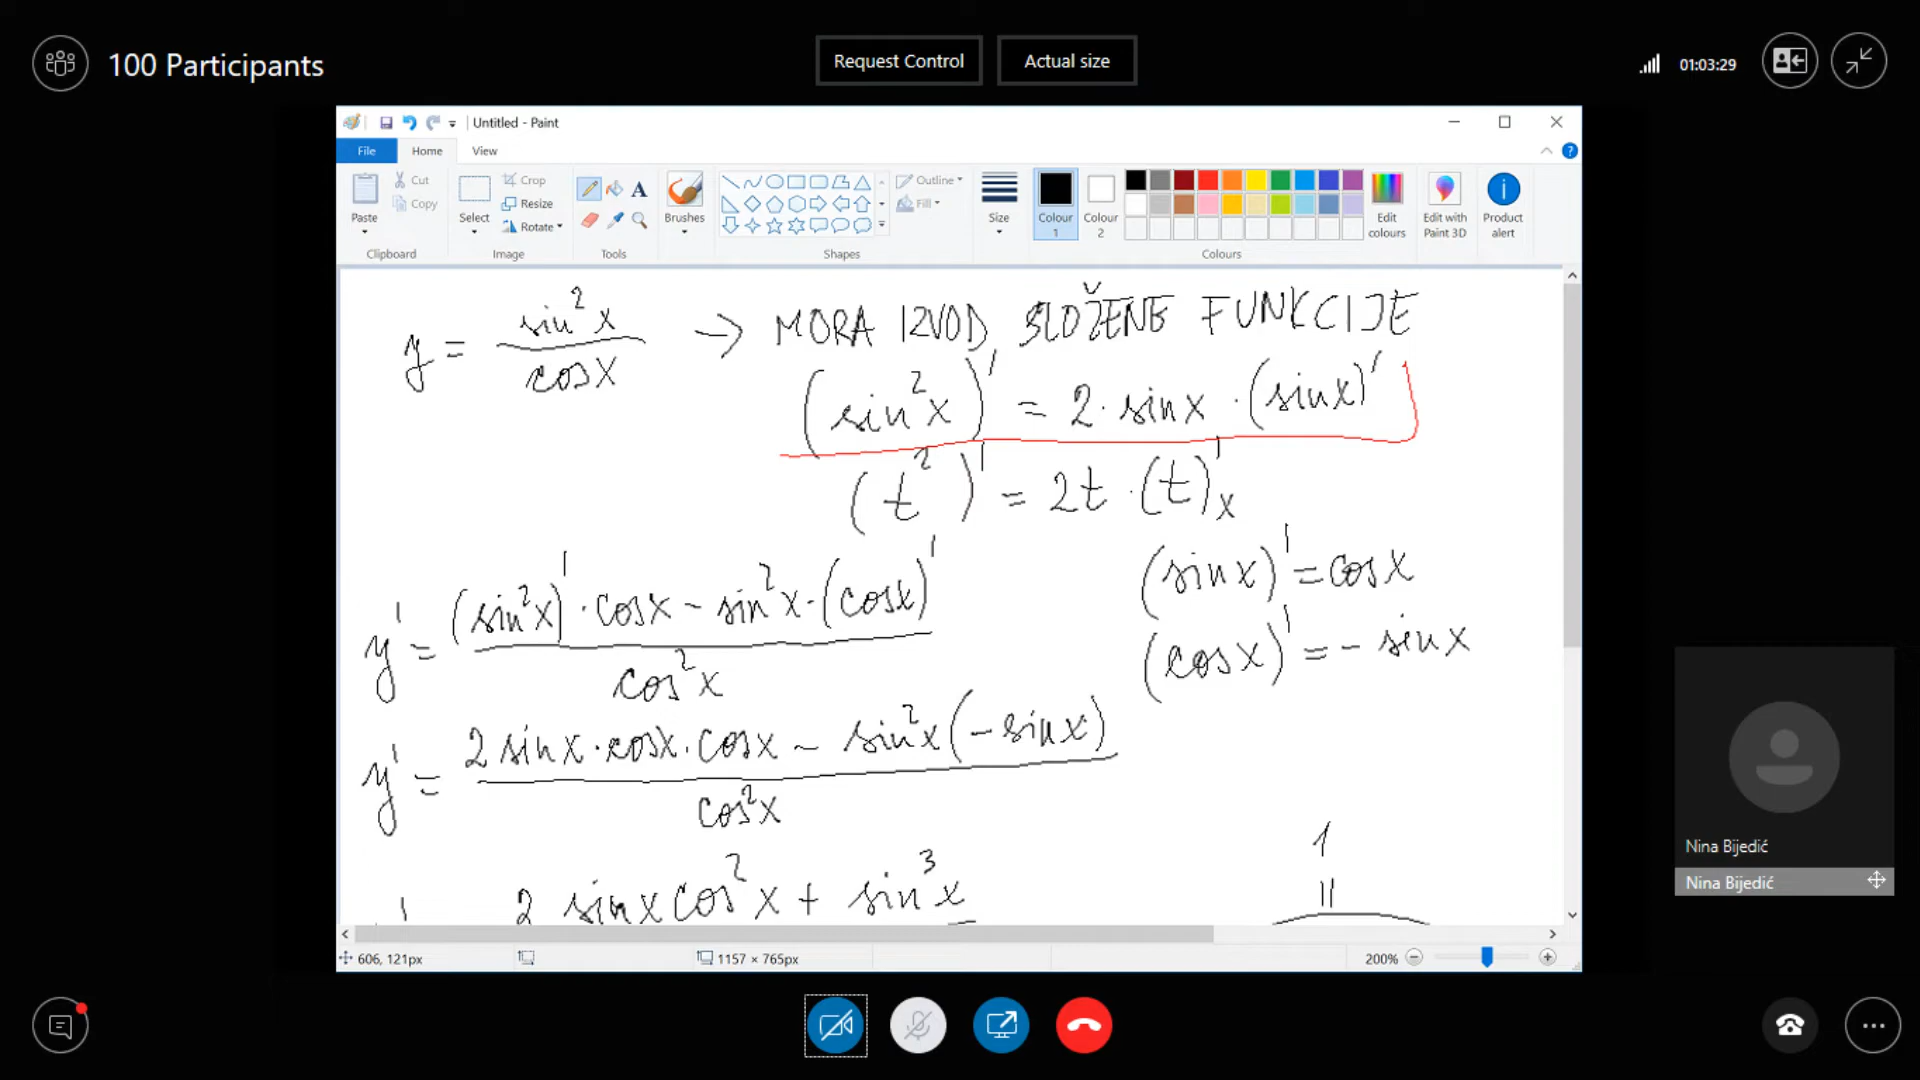 100 Participants
Request Control
Actual size
01:03:29
Untitled - Paint
File
Home
View
Paste
Cut
Copy
Clipboard
Select
Crop
Resize
Rotate
Image
Tools
Brushes
Shapes
Outline
Fill
Size
Colour 1
Colour 2
Edit colours
Colours
Edit with Paint 3D
Product alert
y = sin²x / cosx → MORA IZVOD SLOŽENE FUNKCIJE
(sin²x)' = 2·sinx·(sinx)'
(t²)' = 2t·(t)'x
(sinx)' = cosx
(cosx)' = - sinx
y' = (sin²x)'·cosx - sin²x·(cosx)' / cos²x
y' = 2sinx·cosx·cosx - sin²x(-sinx) / cos²x
2 sinxcos²x + sin³x
1
||
606, 121px
1157 × 765px
200%
Nina Bijedić
Nina Bijedić